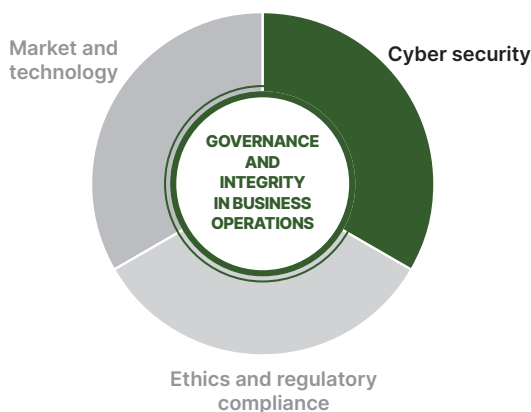 Market and
technology
Cyber security
GOVERNANCE
AND
INTEGRITY
IN BUSINESS
OPERATIONS
Ethics and regulatory
compliance